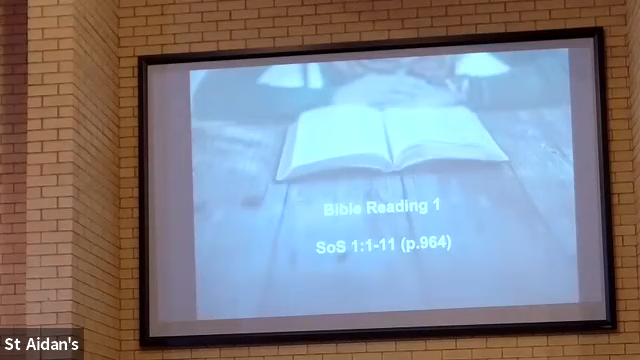 Bible Reading 1
SoS 1:1-11 (p.964)
St Aidan's